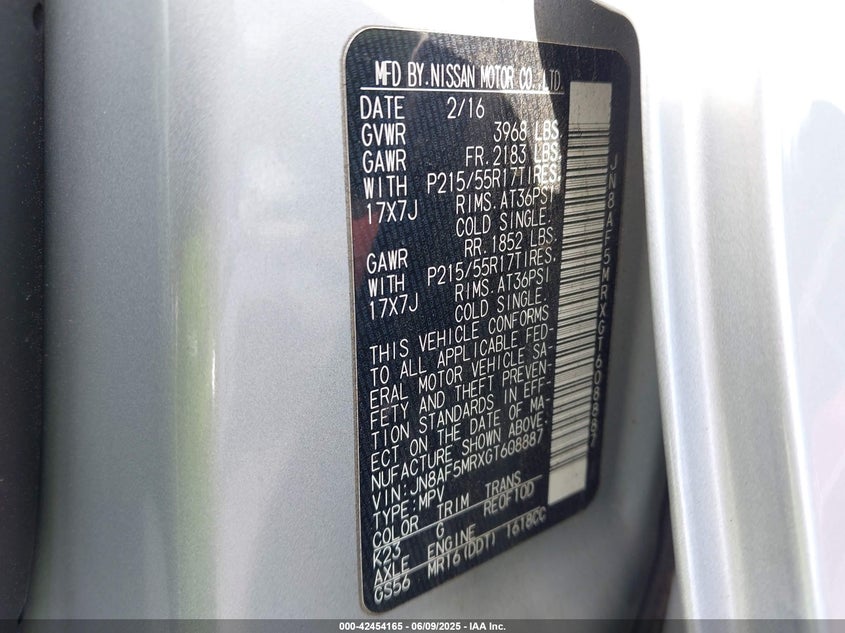 MFD BY. NISSAN MOTOR CO., LTD.
DATE 2/16
GVWR 3968 LBS.
GAWR FR. 2183 LBS.
WITH P215/55R17TIRES.
17X7J RIMS. AT36PSI
COLD SINGLE.
GAWR RR. 1852 LBS.
WITH P215/55R17TIRES.
17X7J RIMS. AT36PSI
COLD SINGLE.
THIS VEHICLE CONFORMS
TO ALL APPLICABLE FED-
ERAL MOTOR VEHICLE SA-
FETY AND THEFT PREVEN-
TION STANDARDS IN EFF-
ECT ON THE DATE OF MA-
NUFACTURE SHOWN ABOVE.
VIN: JN8AF5MRXGT608887
TYPE: MPV
COLOR TRIM TRANS
K23 G RE0F10D
AXLE ENGINE
GS56 MR16(DDT) 1618CC
JN8AF5MRXGT608887
000-42454165 - 06/09/2025 - IAA Inc.